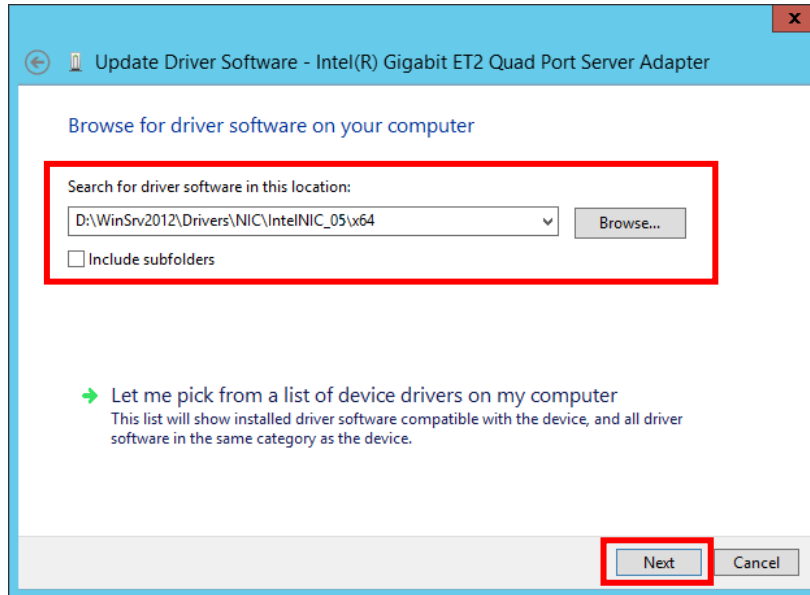 x
Update Driver Software - Intel(R) Gigabit ET2 Quad Port Server Adapter
Browse for driver software on your computer
Search for driver software in this location:
D:\WinSrv2012\Drivers\NIC\IntelNIC_05\x64
Browse...
Include subfolders
Let me pick from a list of device drivers on my computer
This list will show installed driver software compatible with the device, and all driver
software in the same category as the device.
Next
Cancel